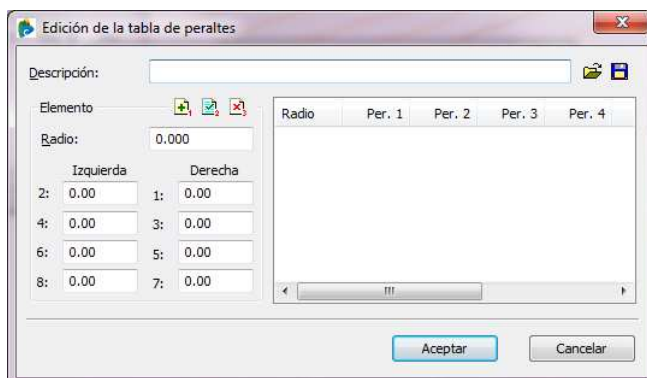 Edición de la tabla de peraltes
Descripción:
Elemento
Radio: 0.000
Izquierda Derecha
2: 0.00 1: 0.00
4: 0.00 3: 0.00
6: 0.00 5: 0.00
8: 0.00 7: 0.00
Radio Per. 1 Per. 2 Per. 3 Per. 4
Aceptar Cancelar